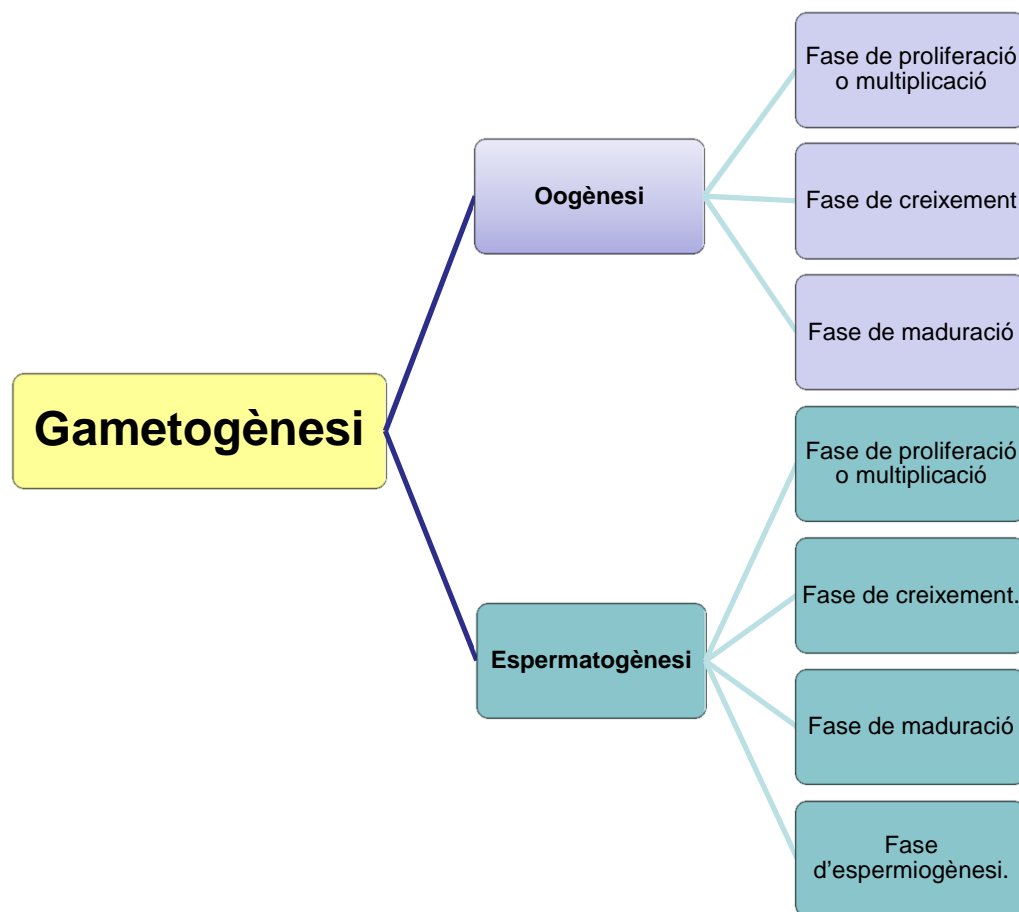 Gametogènesi
Oogènesi
Fase de proliferació
o multiplicació
Fase de creixement
Fase de maduració
Espermatogènesi
Fase de proliferació
o multiplicació
Fase de creixement.
Fase de maduració
Fase
d’espermiogènesi.